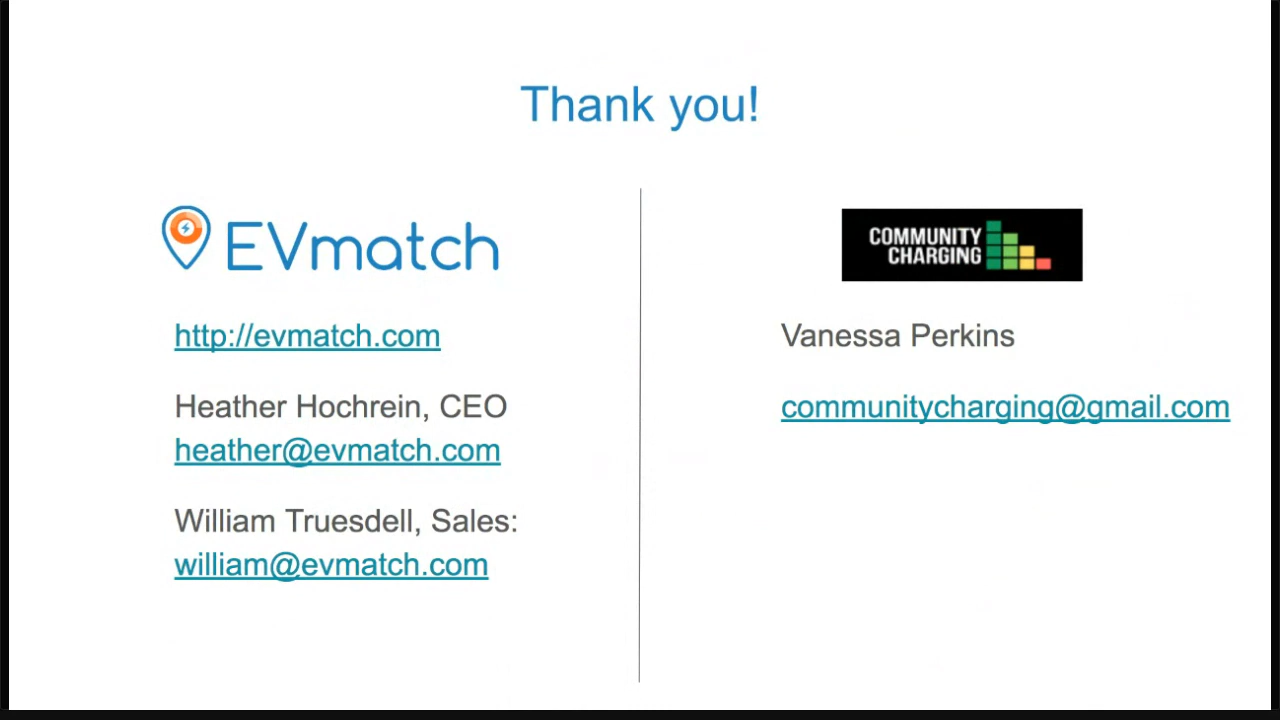 Thank you!
EVmatch
http://evmatch.com
Heather Hochrein, CEO
heather@evmatch.com
William Truesdell, Sales:
william@evmatch.com
COMMUNITY
CHARGING
Vanessa Perkins
communitycharging@gmail.com